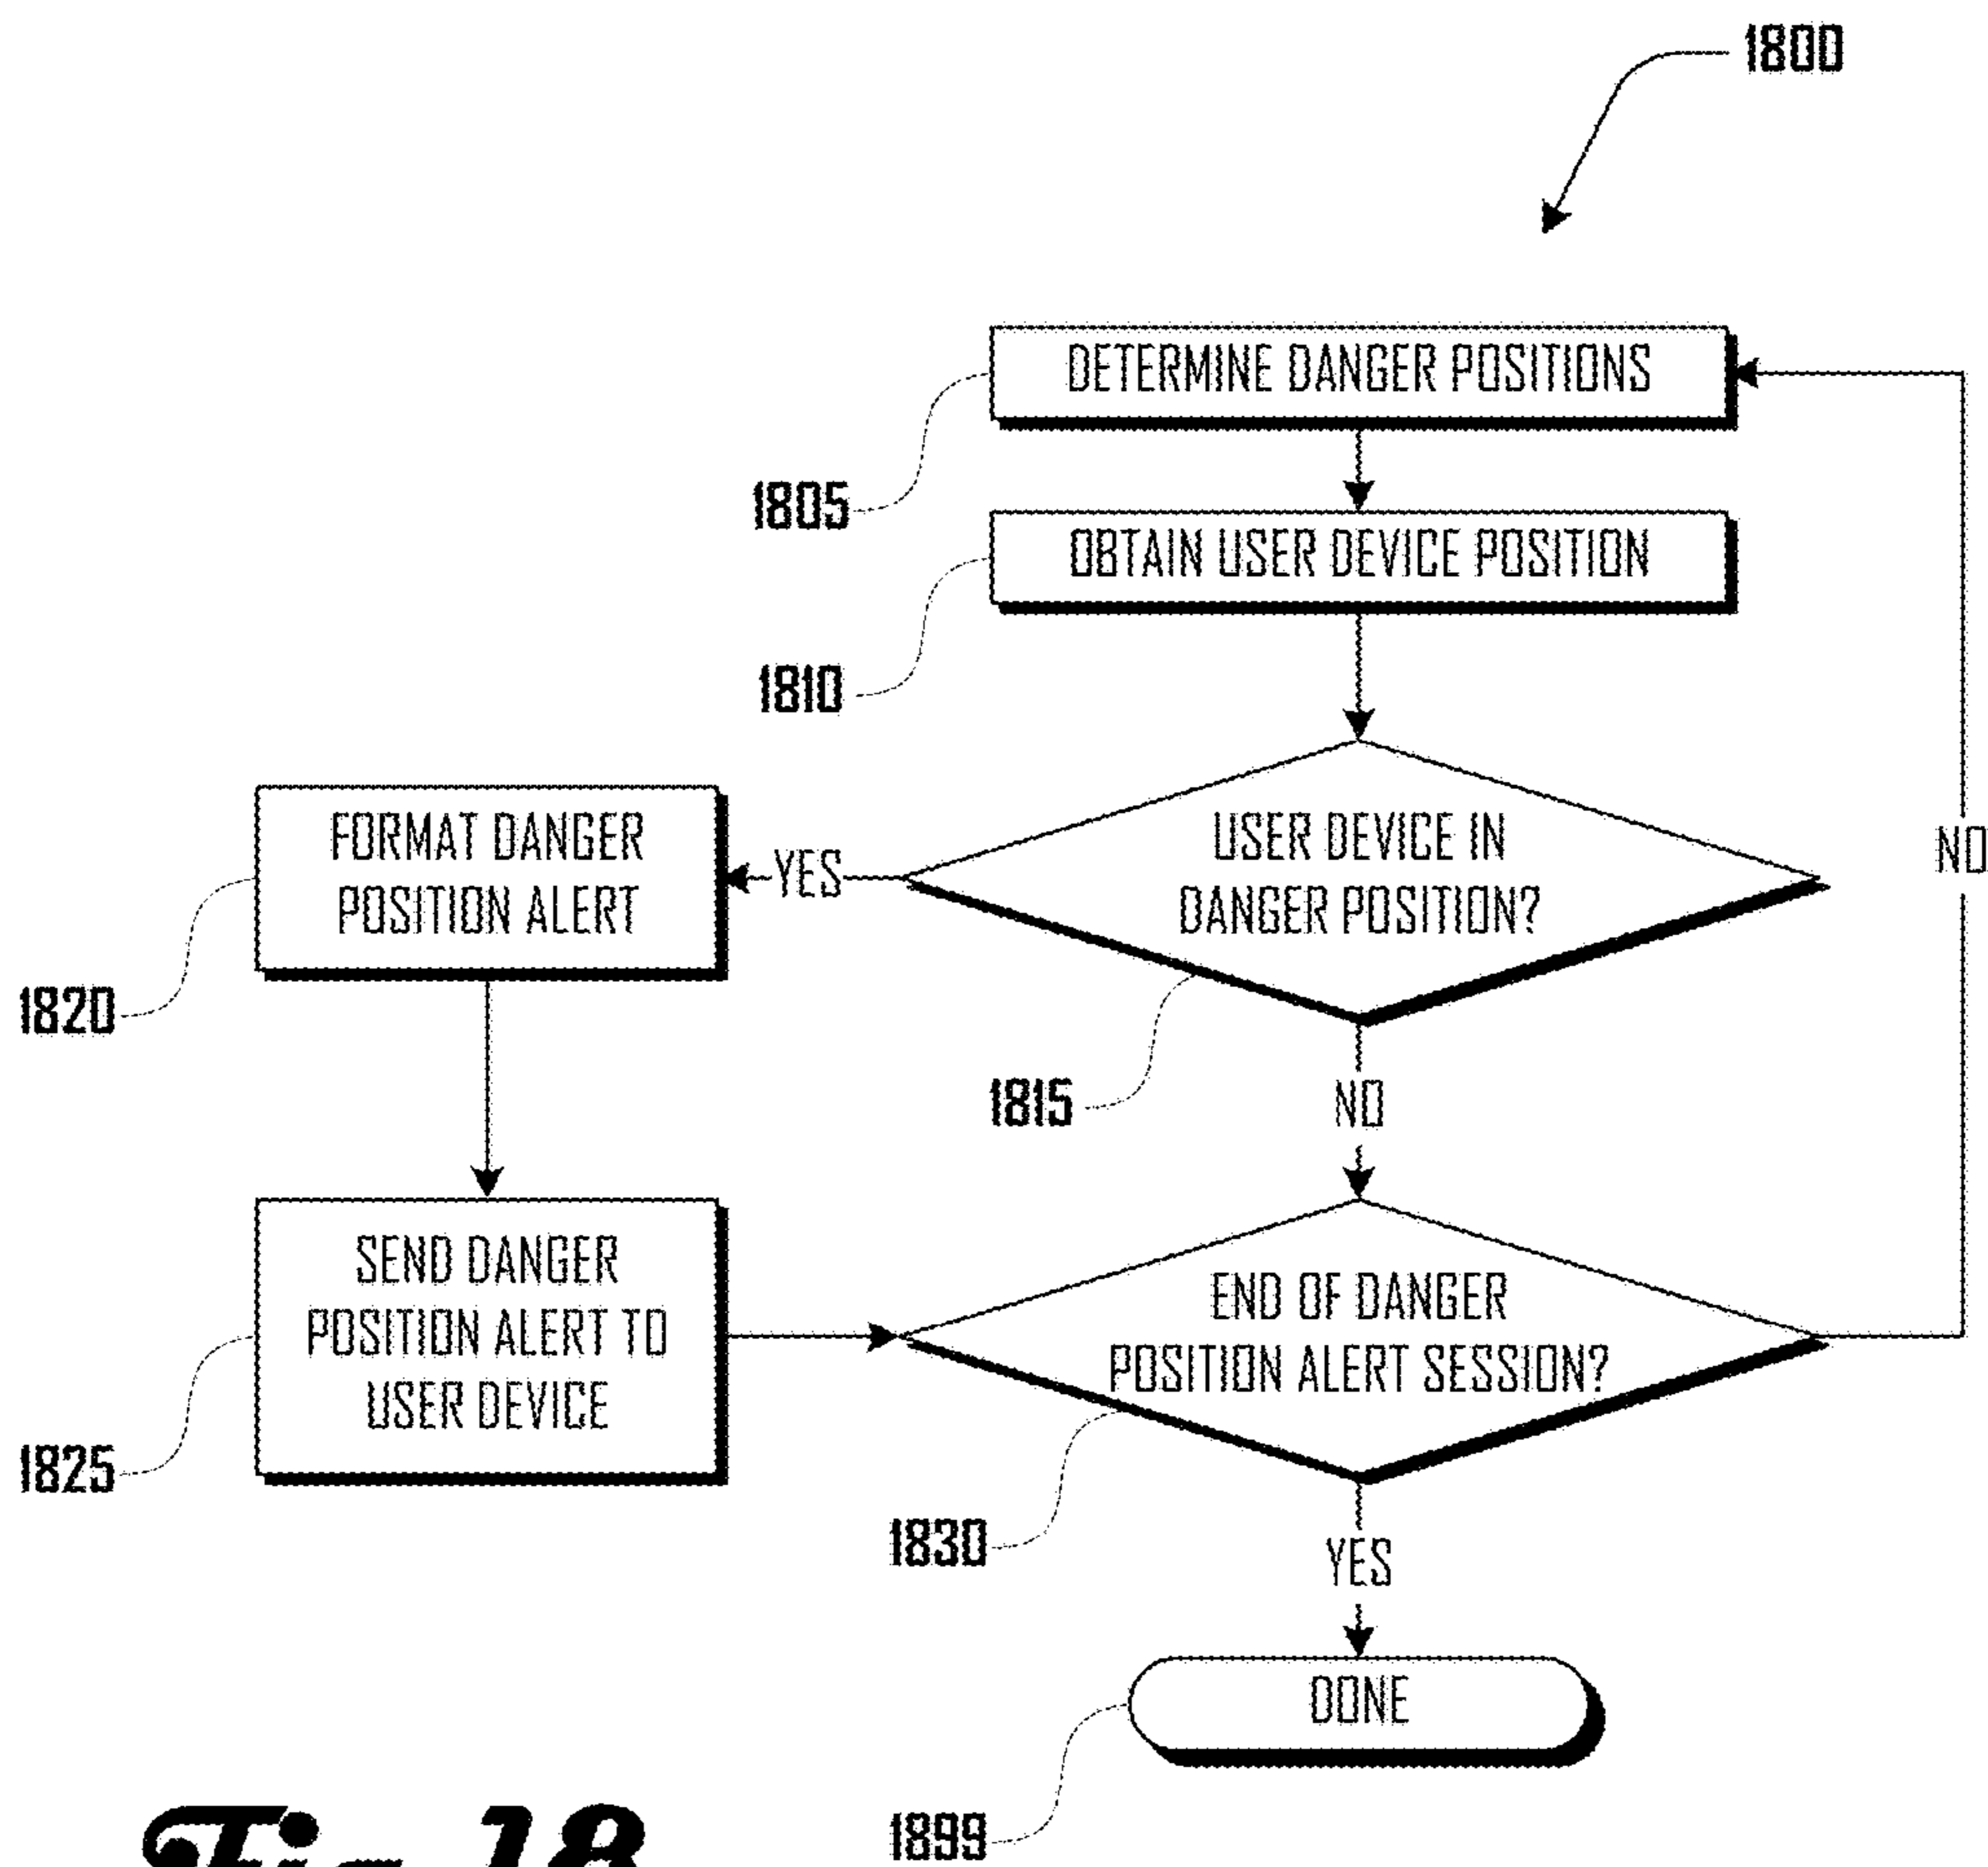 1800
DETERMINE DANGER POSITIONS
1805
OBTAIN USER DEVICE POSITION
1810
USER DEVICE IN
DANGER POSITION?
1815
YES
NO
FORMAT DANGER
POSITION ALERT
1820
SEND DANGER
POSITION ALERT TO
USER DEVICE
1825
END OF DANGER
POSITION ALERT SESSION?
1830
NO
YES
DONE
1899
Fig.18